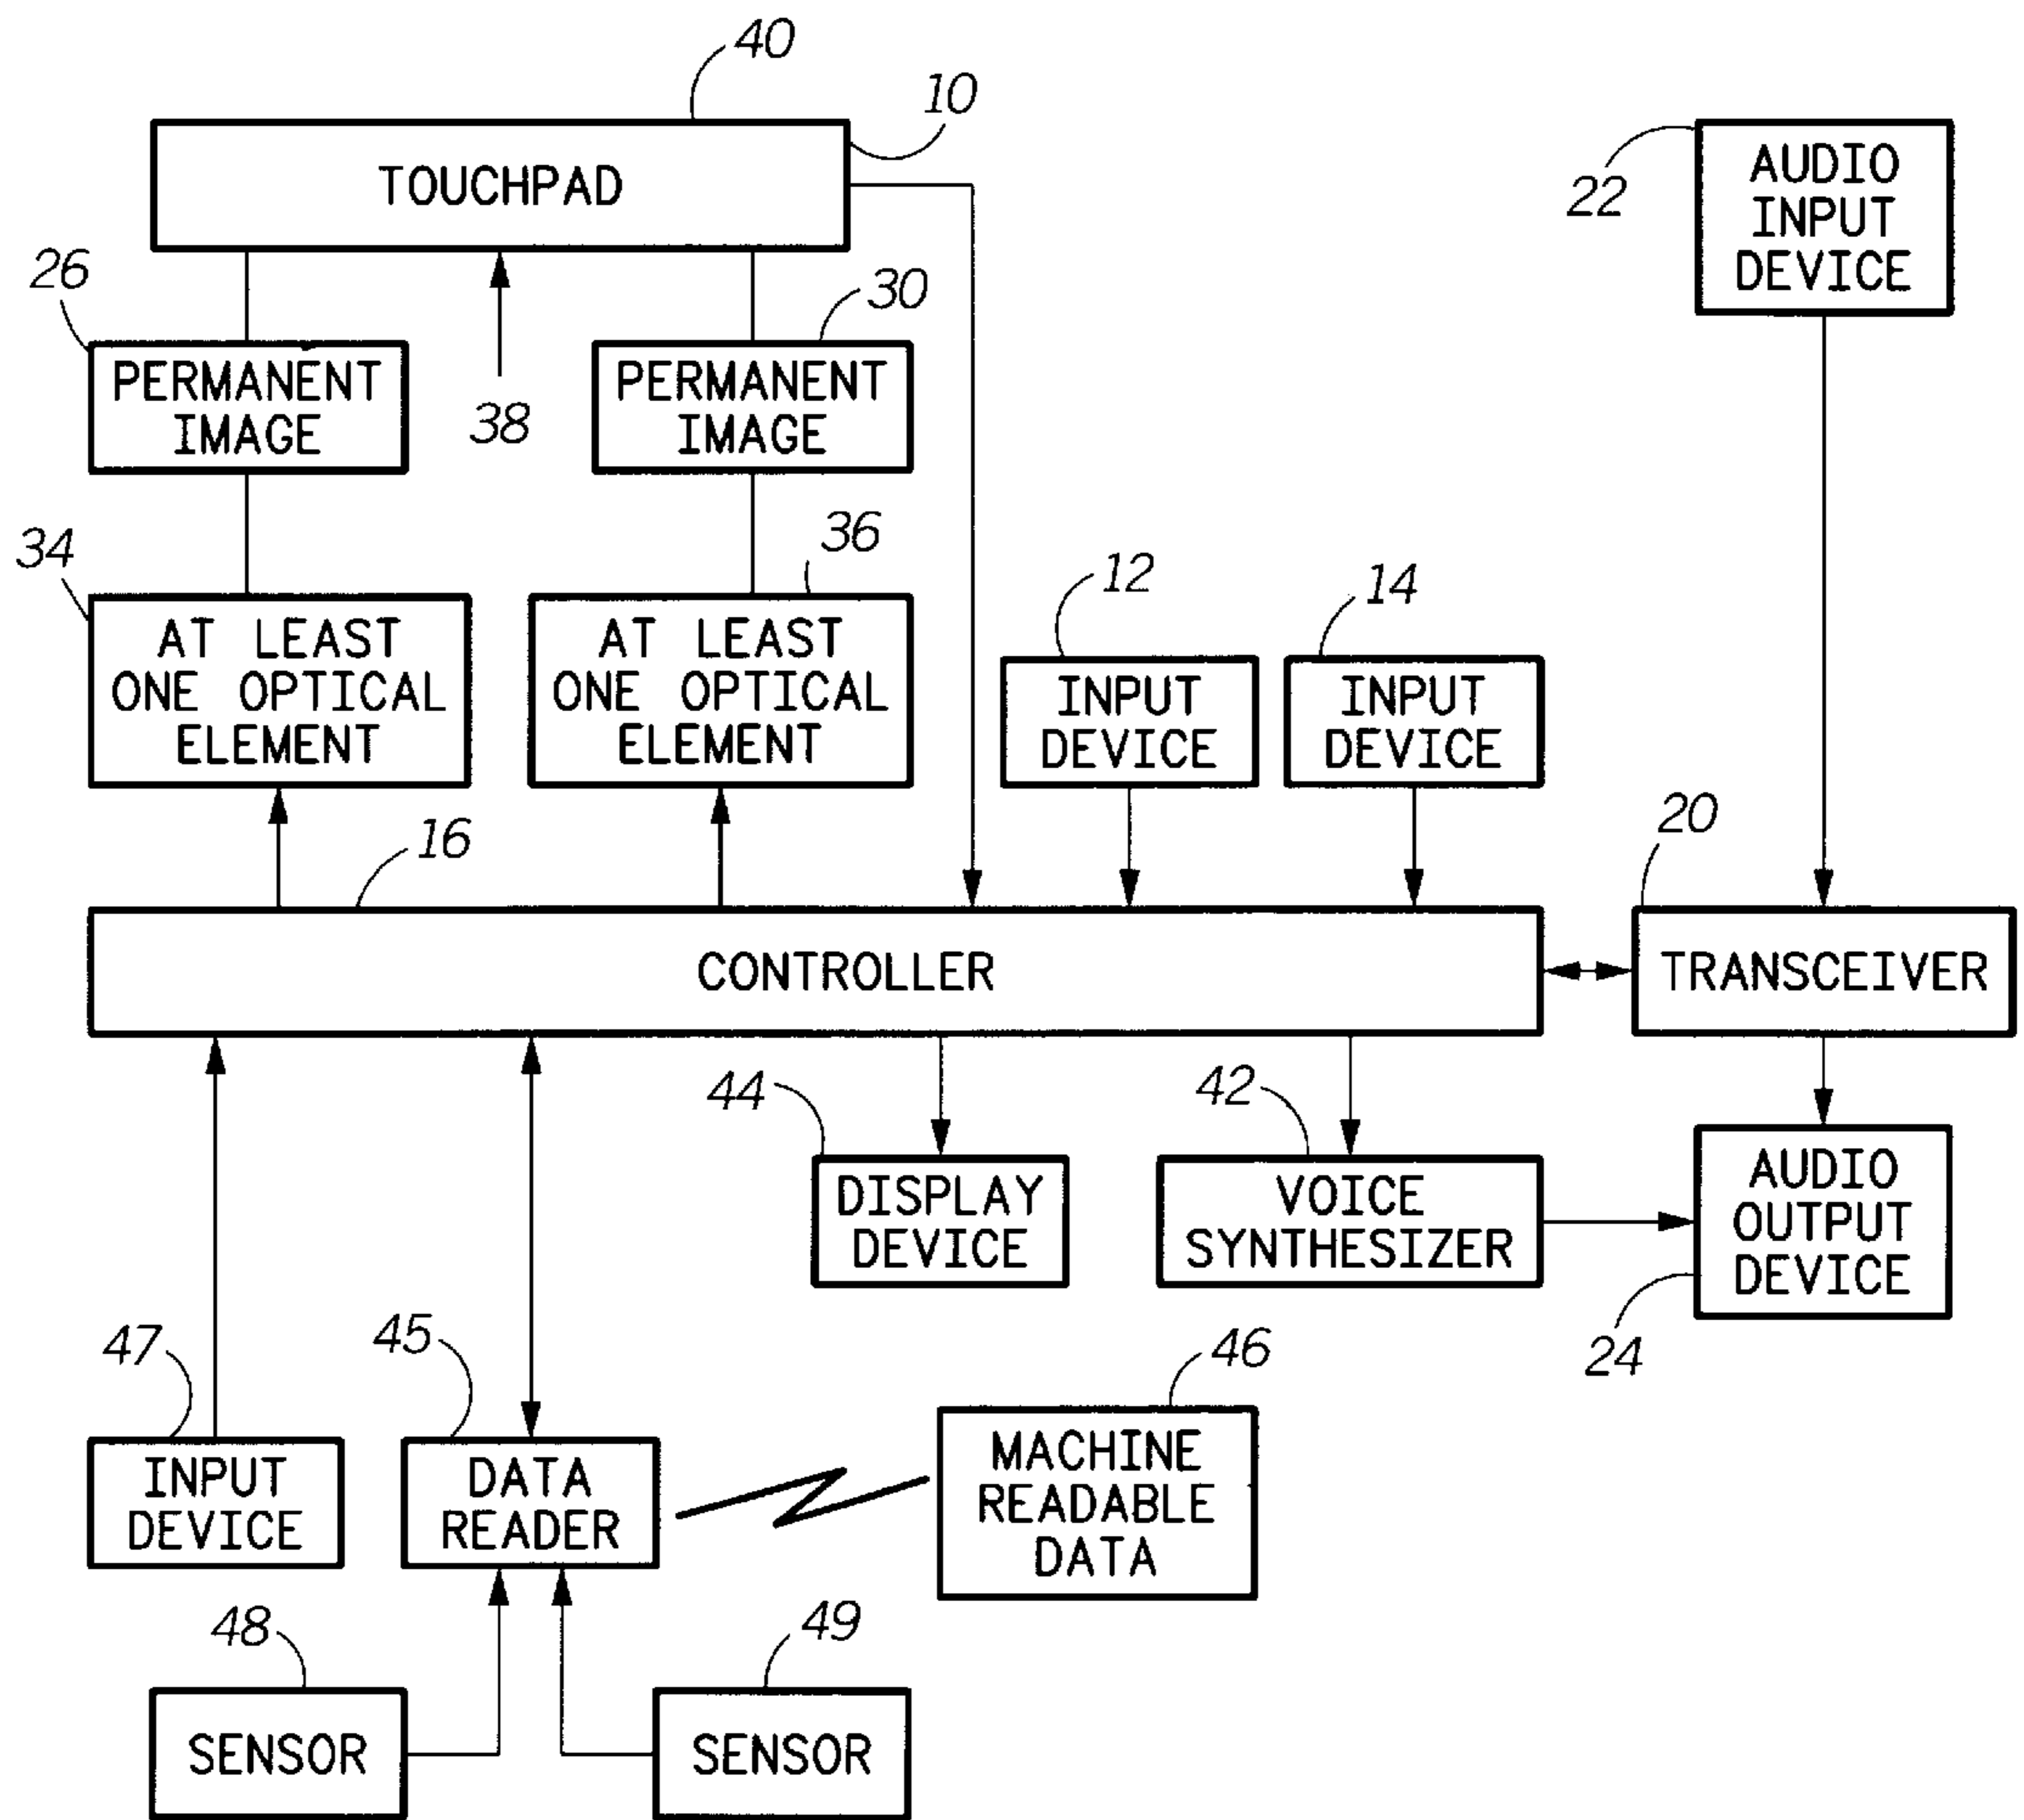 40
10
TOUCHPAD
22
AUDIO
INPUT
DEVICE
26
30
PERMANENT
IMAGE
38
PERMANENT
IMAGE
34
36
AT LEAST
ONE OPTICAL
ELEMENT
AT LEAST
ONE OPTICAL
ELEMENT
12
14
INPUT
DEVICE
INPUT
DEVICE
16
20
CONTROLLER
TRANSCEIVER
44
42
DISPLAY
DEVICE
VOICE
SYNTHESIZER
AUDIO
OUTPUT
DEVICE
24
47
45
46
INPUT
DEVICE
DATA
READER
MACHINE
READABLE
DATA
48
49
SENSOR
SENSOR